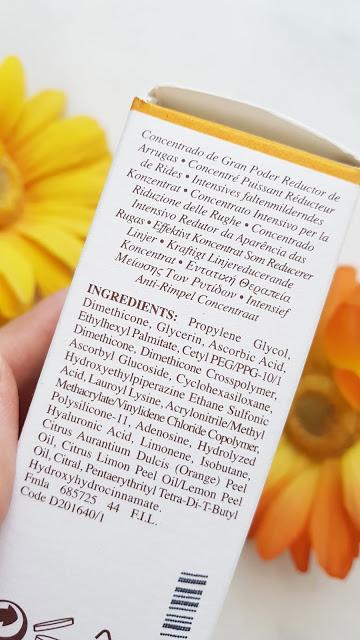 Concentrado de Gran Poder Reductor de
Arrugas • Concentré Puissant Réducteur
de Rides • Intensives faltenmilderndes
Konzentrat • Concentrato Intensivo per la
Riduzione delle Rughe • Concentrado
Intensivo Redutor da Aparência das
Rugas • Effektivt Koncentrat Som Reducerer
Linjer • Kraftigt Linjereducerande
Koncentrat • Εντατική Θεραπεία
Μείωσης Των Ρυτίδων • Intensief
Anti-Rimpel Concentraat
INGREDIENTS: Propylene Glycol,
Dimethicone, Glycerin, Ascorbic Acid,
Ethylhexyl Palmitate, Cetyl PEG/PPG-10/1
Dimethicone, Dimethicone Crosspolymer,
Ascorbyl Glucoside, Cyclohexasiloxane,
Hydroxyethylpiperazine Ethane Sulfonic
Acid, Lauroyl Lysine, Acrylonitrile/Methyl
Methacrylate/Vinylidene Chloride Copolymer,
Polysilicone-11, Adenosine, Hydrolyzed
Hyaluronic Acid, Limonene, Isobutane,
Citrus Aurantium Dulcis (Orange) Peel
Oil, Citrus Limon Peel Oil/Lemon Peel
Oil, Citral, Pentaerythrityl Tetra-Di-T-Butyl
Hydroxyhydrocinnamate.
Fmla 685725 44 F.I.L.
Code D201640/1